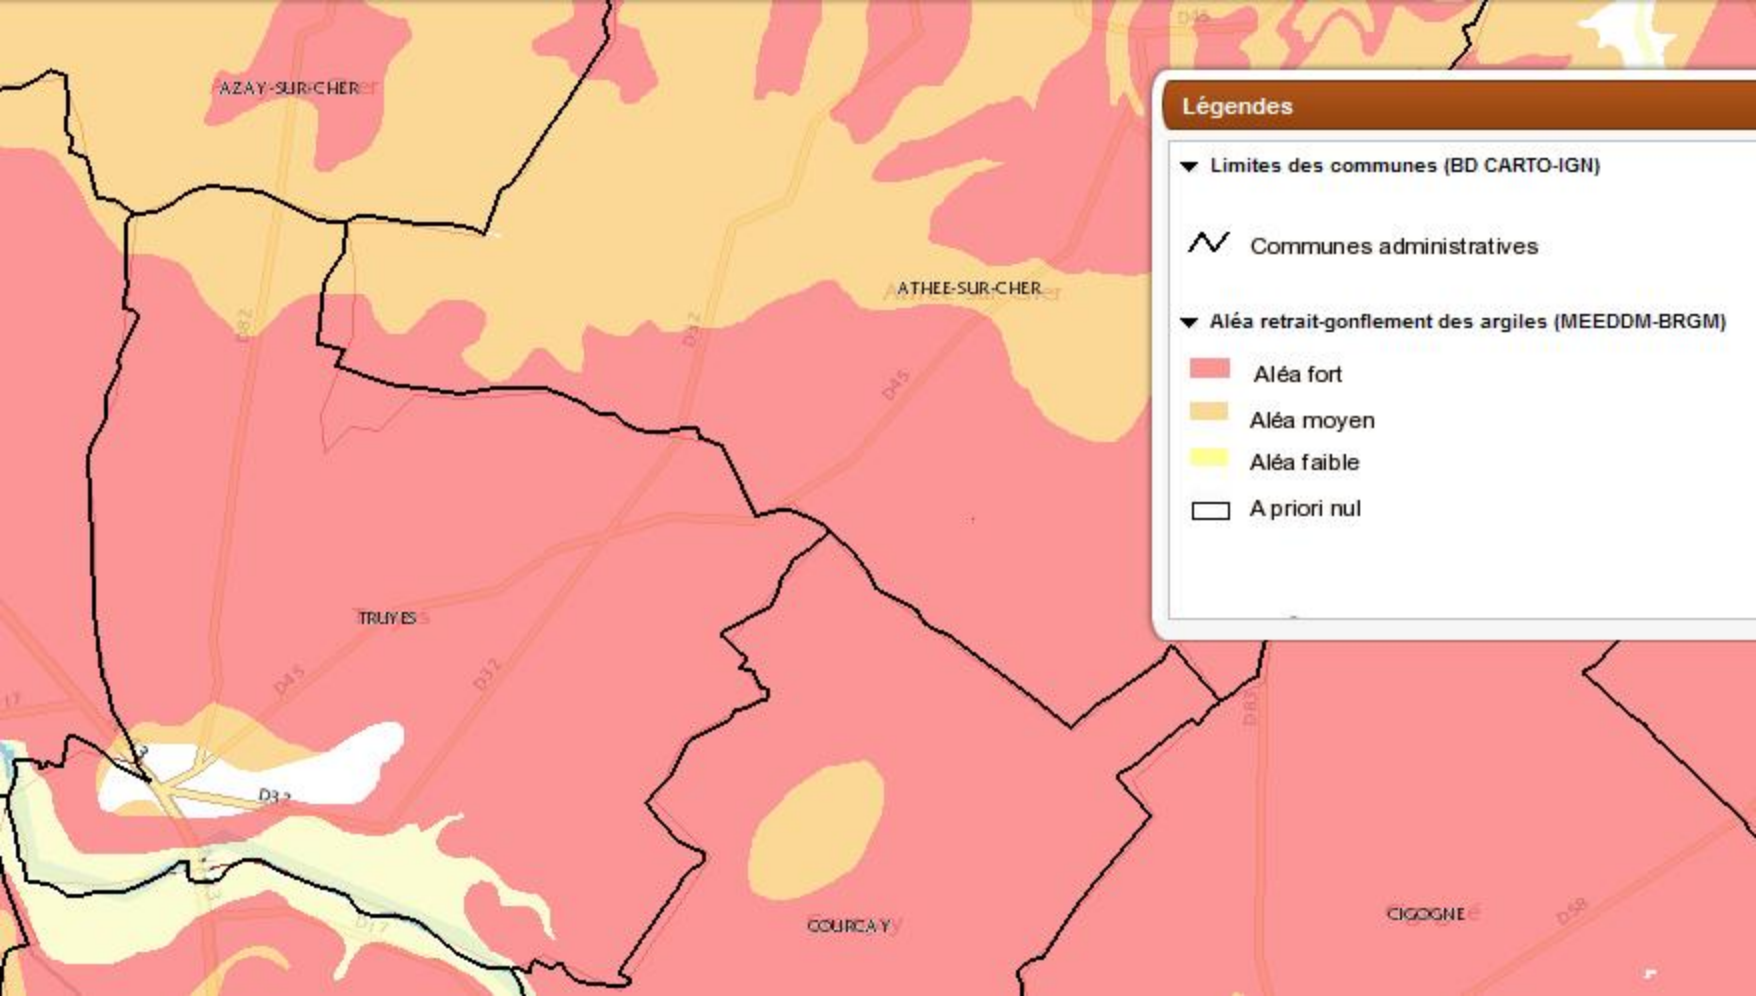 D45
AZAY-SUR-CHER
Légendes
Limites des communes (BD CARTO-IGN)
Communes administratives
ATHEE-SUR-CHER
Aléa retrait-gonflement des argiles (MEEDDM-BRGM)
D82
D32
Aléa fort
D45
Aléa moyen
Aléa faible
A priori nul
TRUYES
D45
D32
17
D83
D32
COURCAY
D17
CIGOGNE
D58